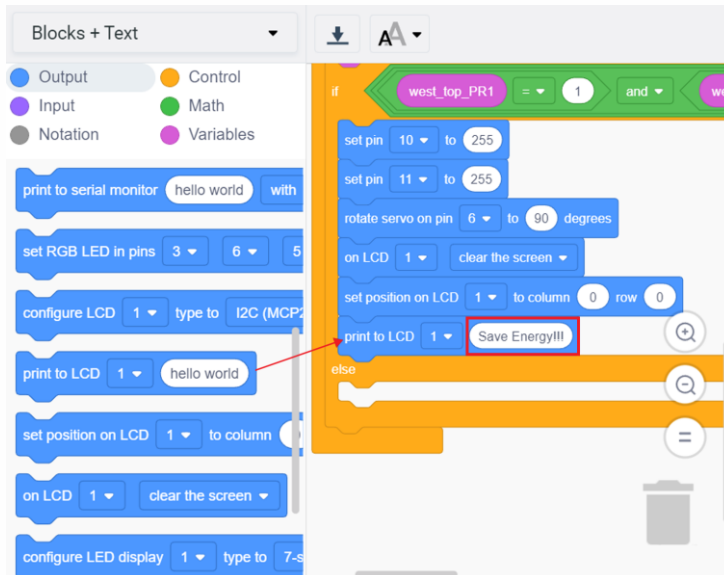 Blocks + Text
Output
Control
Input
Math
Notation
Variables
print to serial monitor hello world with
set RGB LED in pins 3 6 5
configure LCD 1 type to I2C (MCP2
print to LCD 1 hello world
set position on LCD 1 to column
on LCD 1 clear the screen
configure LED display 1 type to 7-s
AA
if west_top_PR1 = 1 and we
set pin 10 to 255
set pin 11 to 255
rotate servo on pin 6 to 90 degrees
on LCD 1 clear the screen
set position on LCD 1 to column 0 row 0
print to LCD 1 Save Energy!!!
else